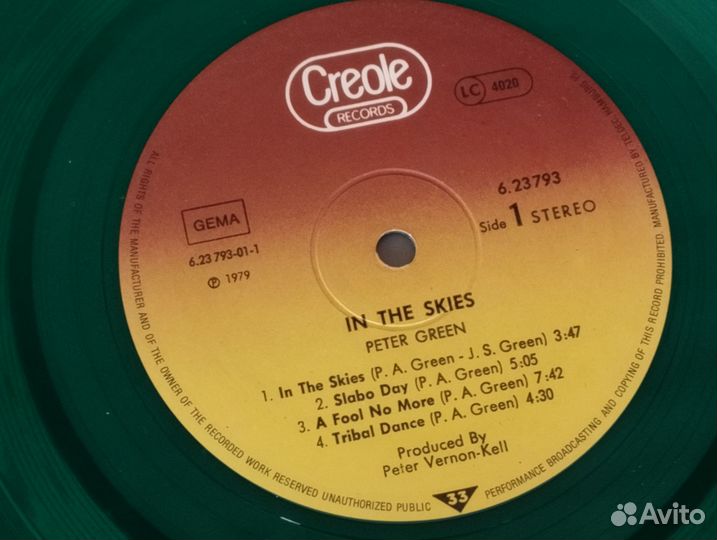 Creole
RECORDS
LC 4020
GEMA
6.23 793-01-1
℗ 1979
6.23793
Side 1 STEREO
IN THE SKIES
PETER GREEN
1. In The Skies (P. A. Green - J. S. Green) 3:47
2. Slabo Day (P. A. Green) 5:05
3. A Fool No More (P. A. Green) 7:42
4. Tribal Dance (P. A. Green) 4:30
Produced By
Peter Vernon-Kell
33
ALL RIGHTS OF THE MANUFACTURER AND OF THE OWNER OF THE RECORDED WORK RESERVED UNAUTHORIZED PUBLIC PERFORMANCE BROADCASTING AND COPYING OF THIS RECORD PROHIBITED. MANUFACTURED BY TELDEC HAMBURG
Avito